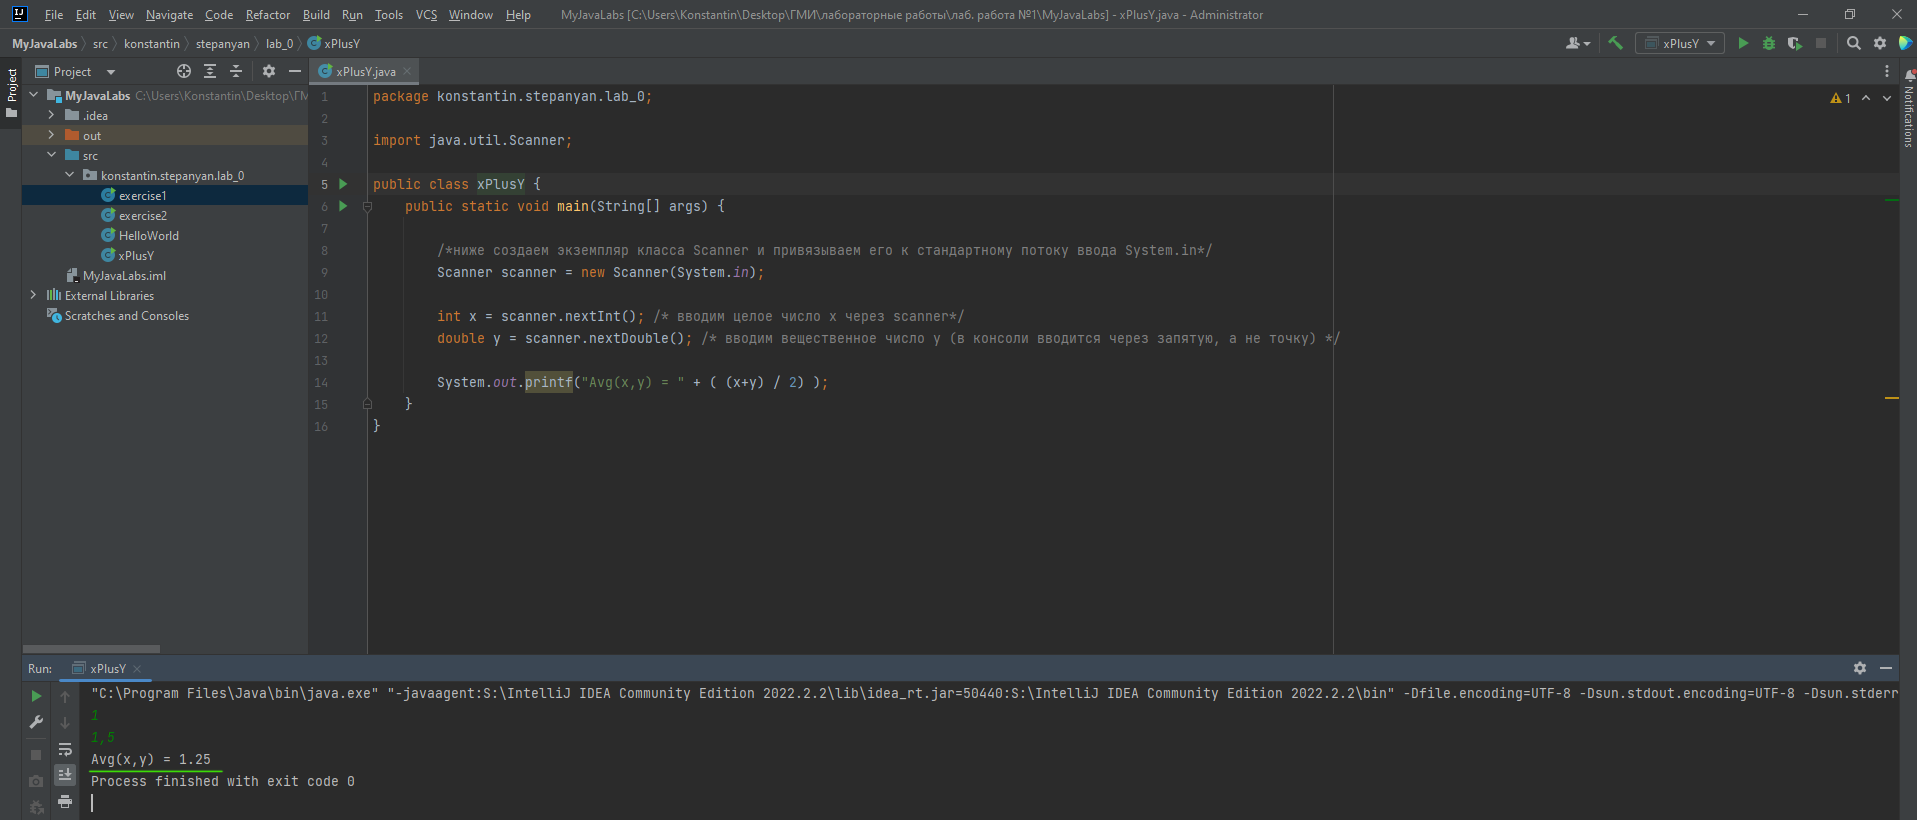 IJ File Edit View Navigate Code Refactor Build Run Tools VCS Window Help MyJavaLabs [C:\Users\Konstantin\Desktop\ГМИ\лабораторные работы\лаб. работа №1\MyJavaLabs] - xPlusY.java - Administrator
MyJavaLabs src konstantin stepanyan lab_0 xPlusY xPlusY
Project
Project
xPlusY.java
Notifications
MyJavaLabs C:\Users\Konstantin\Desktop\ГМ
.idea
out
src
konstantin.stepanyan.lab_0
exercise1
exercise2
HelloWorld
xPlusY
MyJavaLabs.iml
External Libraries
Scratches and Consoles
1
1 package konstantin.stepanyan.lab_0;
2
3 import java.util.Scanner;
4
5 public class xPlusY {
6 public static void main(String[] args) {
7
8 /*ниже создаем экземпляр класса Scanner и привязываем его к стандартному потоку ввода System.in*/
9 Scanner scanner = new Scanner(System.in);
10
11 int x = scanner.nextInt(); /* вводим целое число x через scanner*/
12 double y = scanner.nextDouble(); /* вводим вещественное число y (в консоли вводится через запятую, а не точку) */
13
14 System.out.printf("Avg(x,y) = " + ( (x+y) / 2) );
15 }
16 }
Run: xPlusY
"C:\Program Files\Java\bin\java.exe" "-javaagent:S:\IntelliJ IDEA Community Edition 2022.2.2\lib\idea_rt.jar=50440:S:\IntelliJ IDEA Community Edition 2022.2.2\bin" -Dfile.encoding=UTF-8 -Dsun.stdout.encoding=UTF-8 -Dsun.stderr
1
1,5
Avg(x,y) = 1.25
Process finished with exit code 0